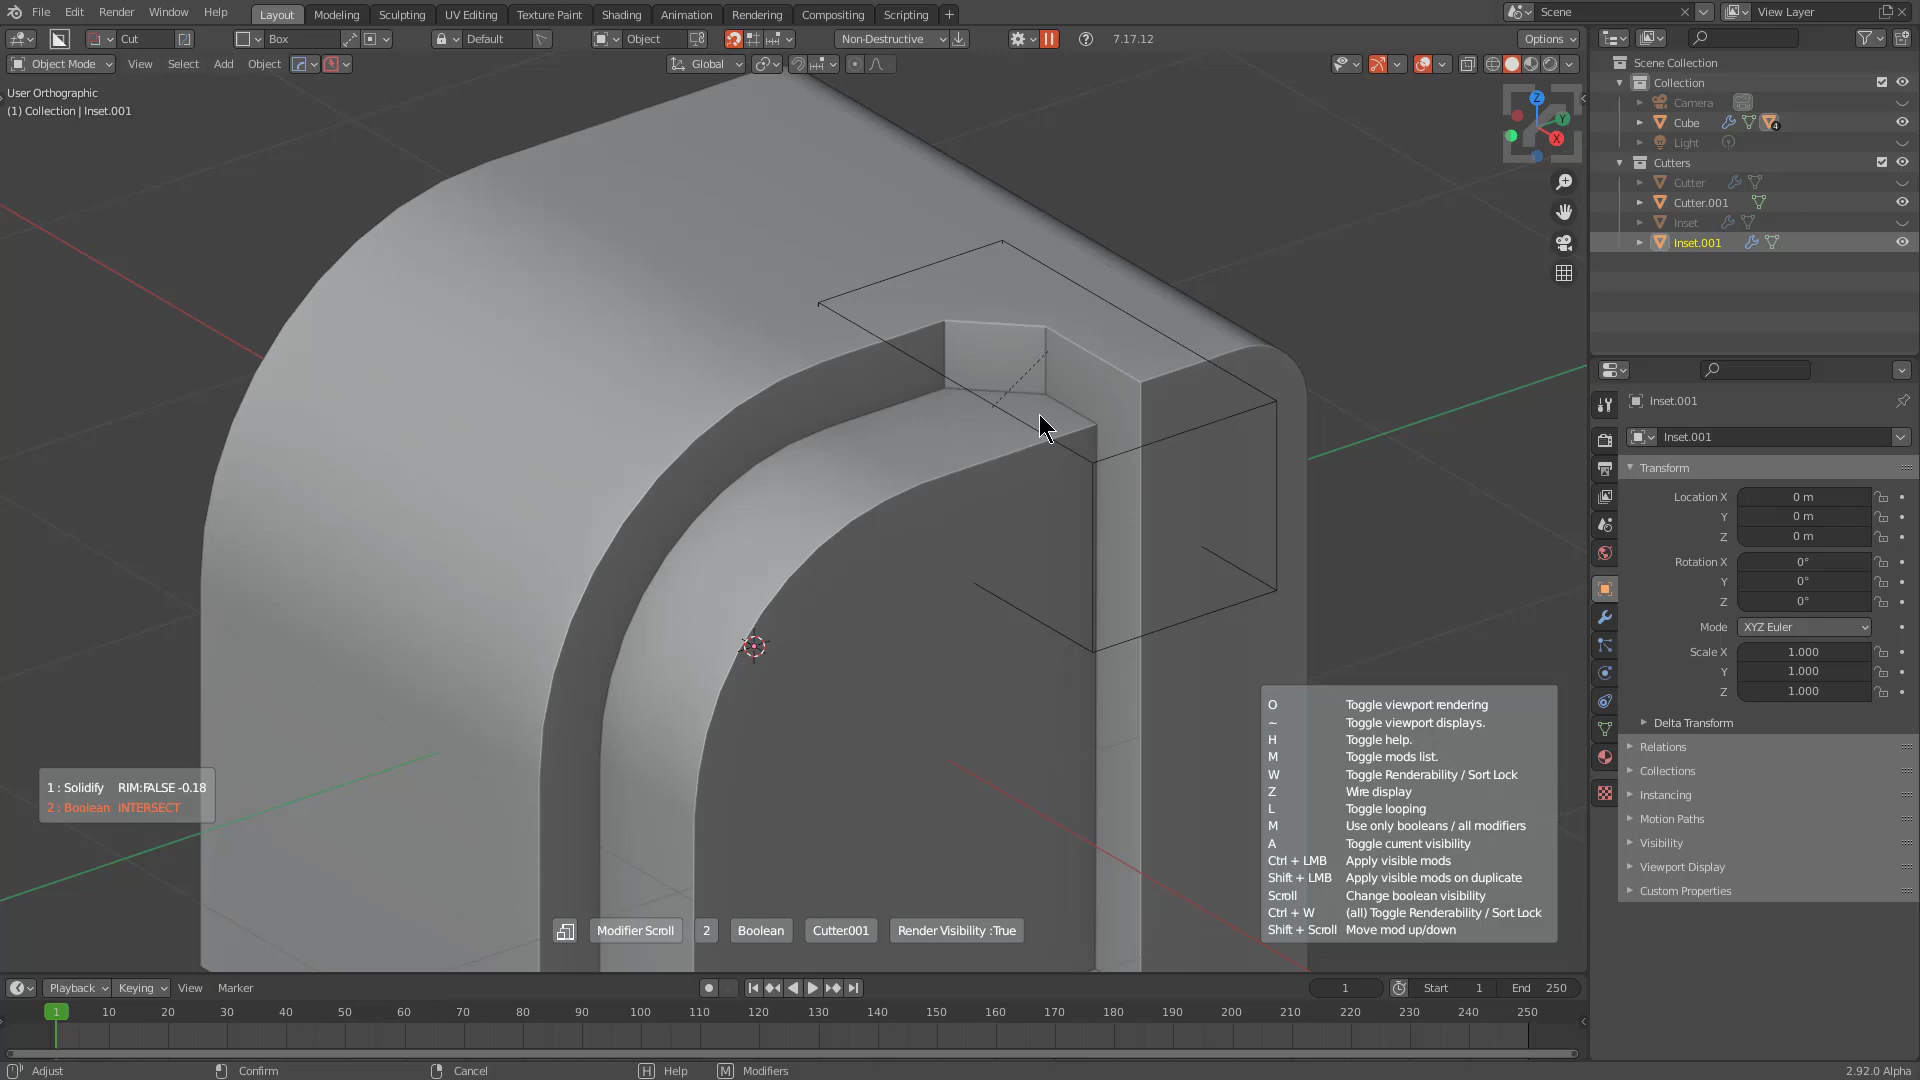 File Edit Render Window Help
Layout Modeling Sculpting UV Editing Texture Paint Shading Animation Rendering Compositing Scripting +
Scene
View Layer
Cut
Box
Default
Object
Non-Destructive
7.17.12
Options
Object Mode View Select Add Object
Global
User Orthographic
(1) Collection | Inset.001
Z
Y
X
Scene Collection
Collection
Camera
Cube
4
Light
Cutters
Cutter
Cutter.001
Inset
Inset.001
Inset.001
Inset.001
Transform
Location X 0 m
Y 0 m
Z 0 m
Rotation X 0°
Y 0°
Z 0°
Mode XYZ Euler
Scale X 1.000
Y 1.000
Z 1.000
Delta Transform
Relations
Collections
Instancing
Motion Paths
Visibility
Viewport Display
Custom Properties
O Toggle viewport rendering
~ Toggle viewport displays.
H Toggle help.
M Toggle mods list.
W Toggle Renderability / Sort Lock
Z Wire display
L Toggle looping
M Use only booleans / all modifiers
A Toggle current visibility
Ctrl + LMB Apply visible mods
Shift + LMB Apply visible mods on duplicate
Scroll Change boolean visibility
Ctrl + W (all) Toggle Renderability / Sort Lock
Shift + Scroll Move mod up/down
1 : Solidify RIM:FALSE -0.18
2 : Boolean INTERSECT
Modifier Scroll 2 Boolean Cutter.001 Render Visibility :True
Playback Keying View Marker
1 Start 1 End 250
1 10 20 30 40 50 60 70 80 90 100 110 120 130 140 150 160 170 180 190 200 210 220 230 240 250
Adjust Confirm Cancel H Help M Modifiers 2.92.0 Alpha